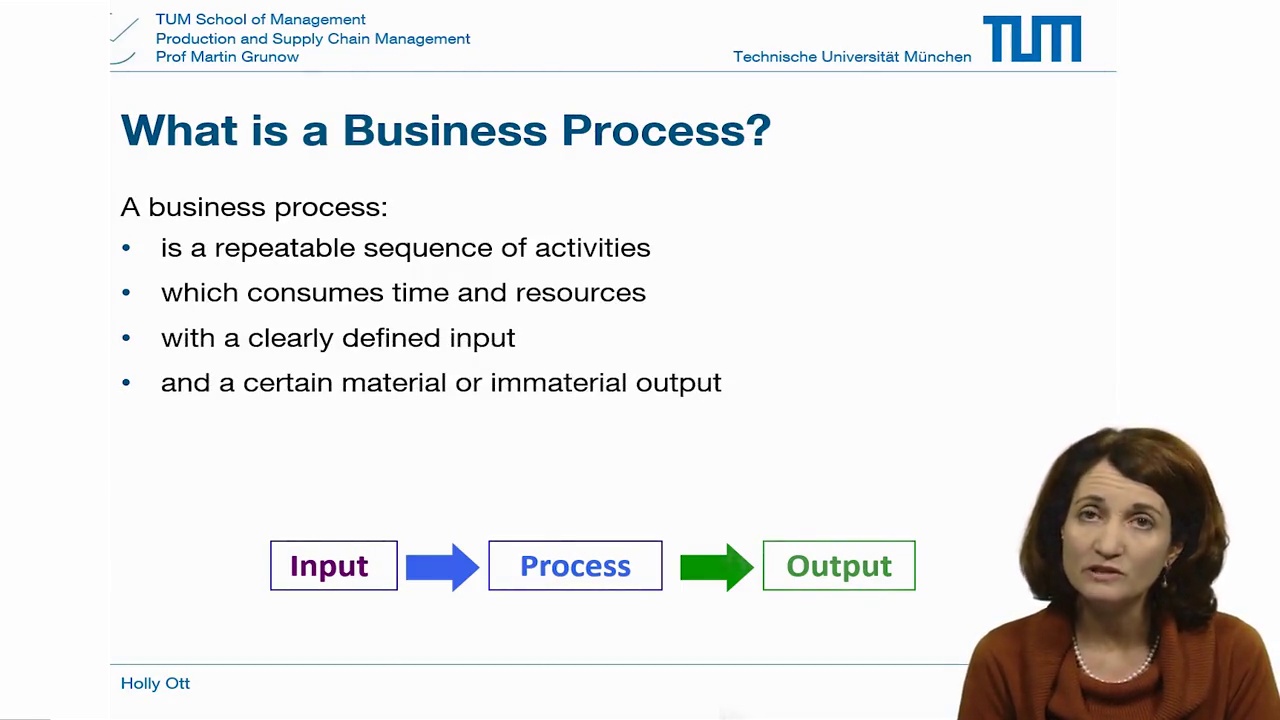 TUM School of Management
Production and Supply Chain Management
Prof Martin Grunow
Technische Universität München
TUM
What is a Business Process?
A business process:
• is a repeatable sequence of activities
• which consumes time and resources
• with a clearly defined input
• and a certain material or immaterial output
Input
Process
Output
Holly Ott